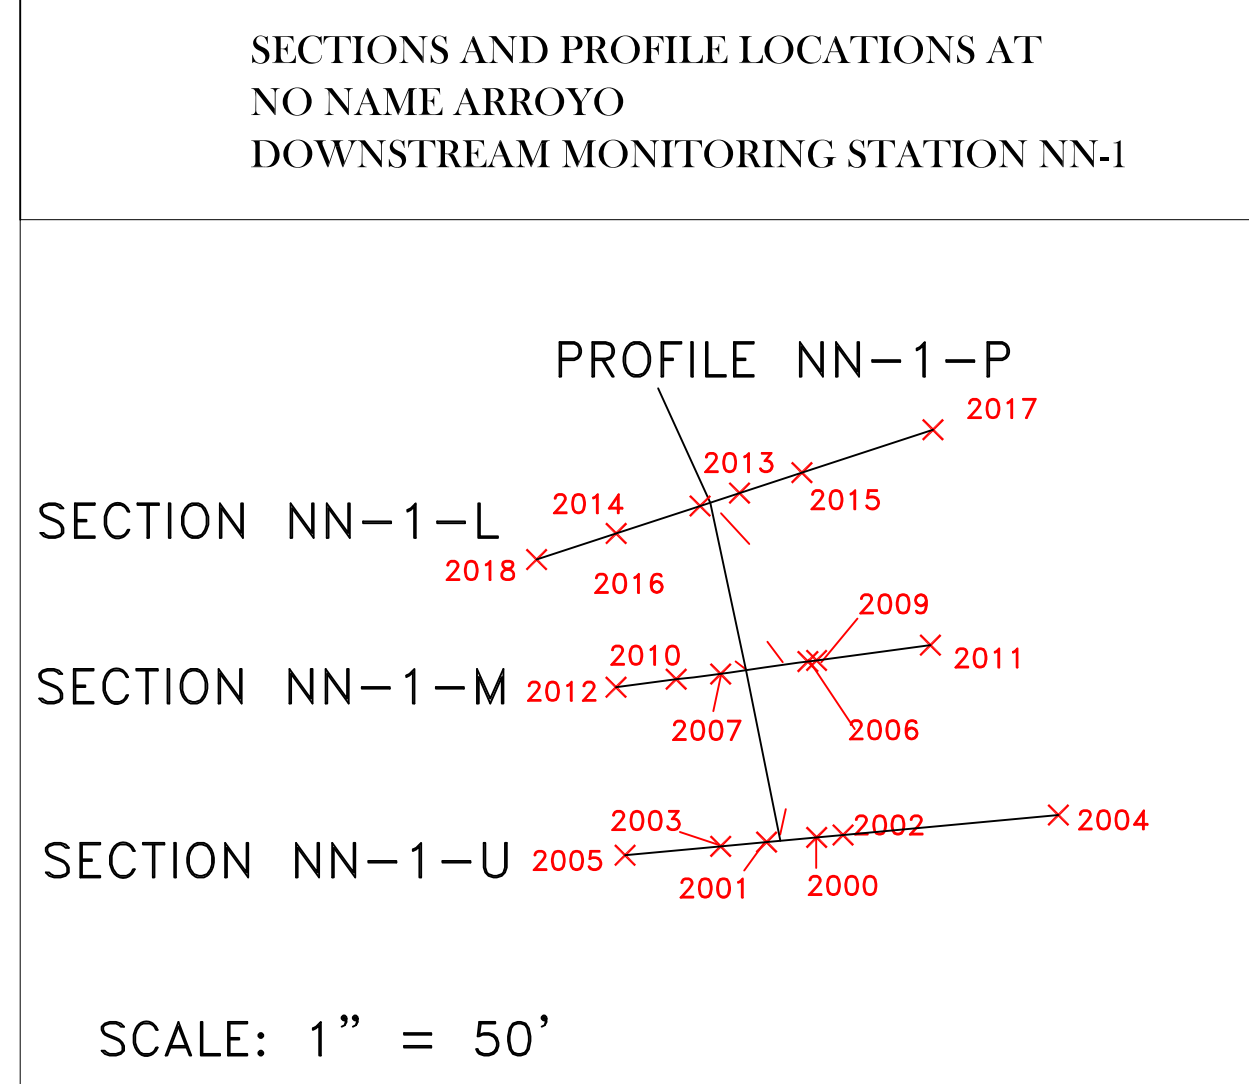 SECTIONS AND PROFILE LOCATIONS AT
NO NAME ARROYO
DOWNSTREAM MONITORING STATION NN-1
PROFILE NN-1-P
2017
2013
2015
2014
SECTION NN-1-L
2018
2016
2009
2010
2011
SECTION NN-1-M
2012
2007
2006
2003
2002
2004
SECTION NN-1-U
2005
2001
2000
SCALE: 1" = 50'